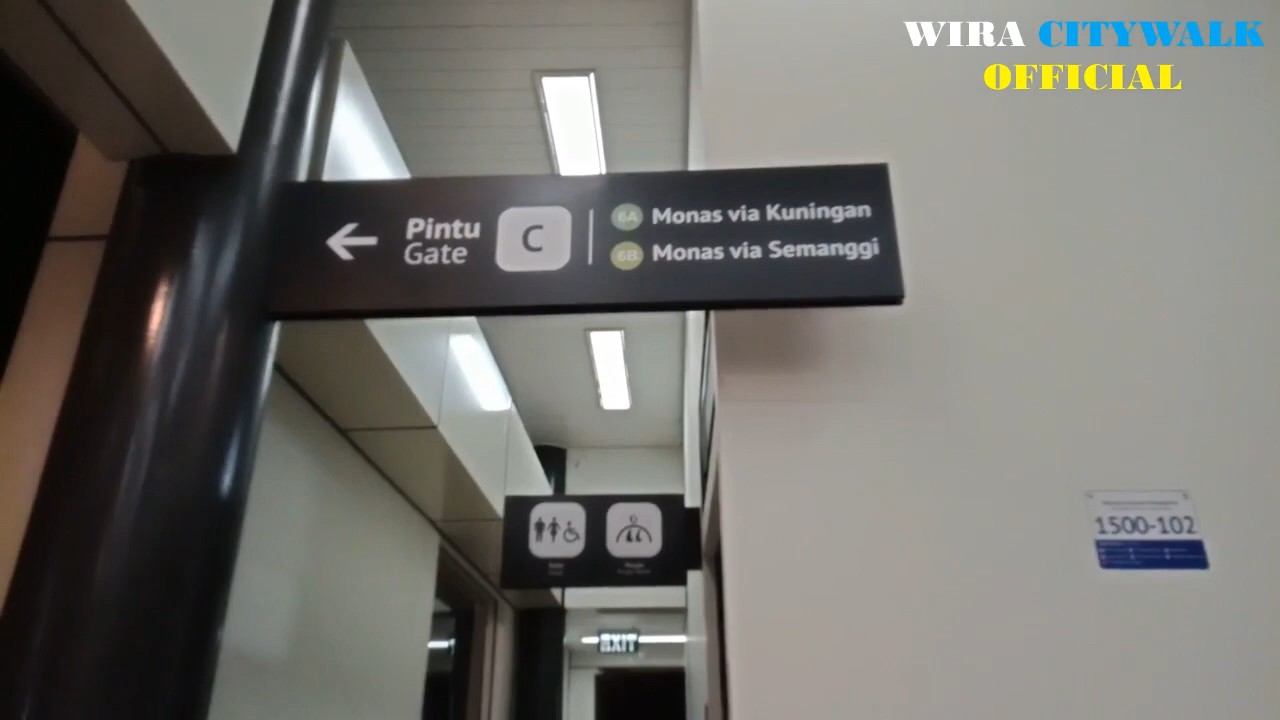 WIRA CITYWALK
OFFICIAL
Pintu
Gate
C
6A Monas via Kuningan
6B Monas via Semanggi
1500-102
EXIT